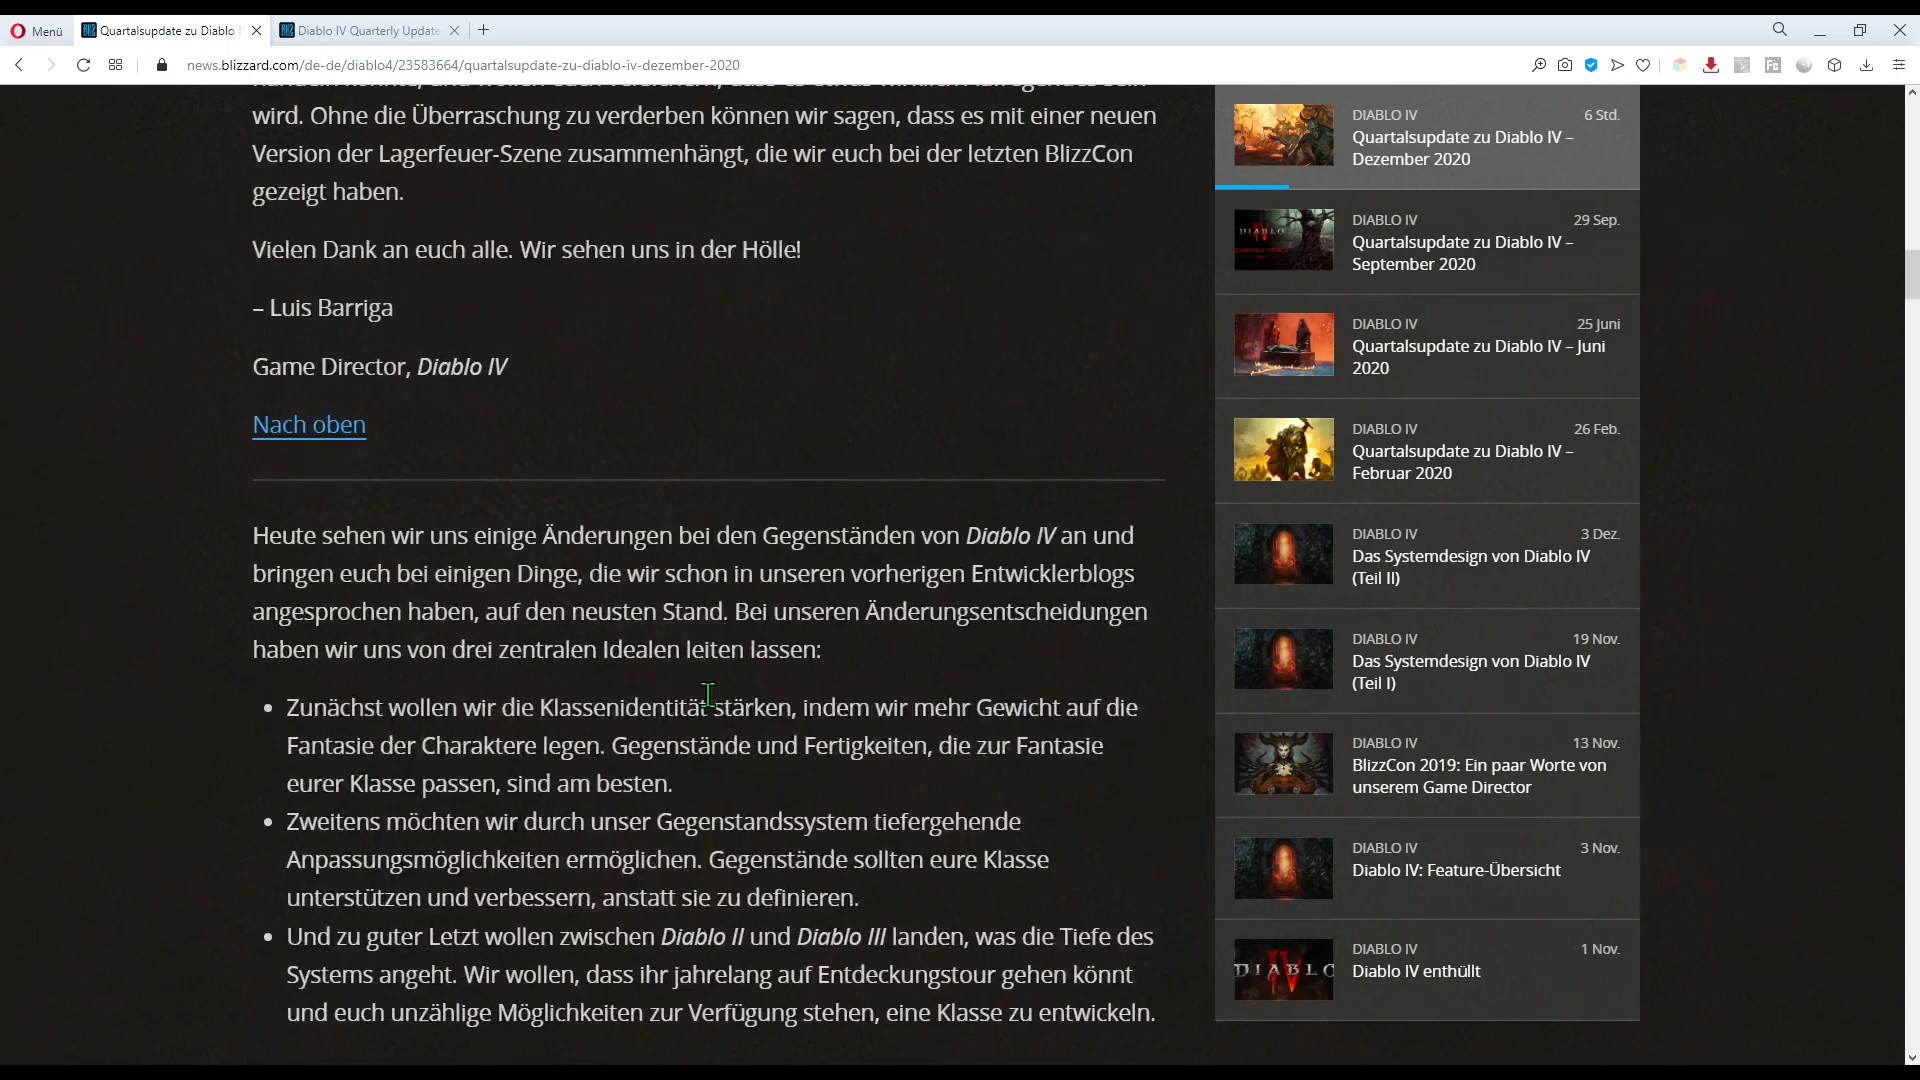 Menü
Quartalsupdate zu Diablo
Diablo IV Quarterly Update
news.blizzard.com/de-de/diablo4/23583664/quartalsupdate-zu-diablo-iv-dezember-2020
wird. Ohne die Überraschung zu verderben können wir sagen, dass es mit einer neuen
Version der Lagerfeuer-Szene zusammenhängt, die wir euch bei der letzten BlizzCon
gezeigt haben.
Vielen Dank an euch alle. Wir sehen uns in der Hölle!
– Luis Barriga
Game Director, Diablo IV
Nach oben
Heute sehen wir uns einige Änderungen bei den Gegenständen von Diablo IV an und
bringen euch bei einigen Dinge, die wir schon in unseren vorherigen Entwicklerblogs
angesprochen haben, auf den neusten Stand. Bei unseren Änderungsentscheidungen
haben wir uns von drei zentralen Idealen leiten lassen:
• Zunächst wollen wir die Klassenidentität stärken, indem wir mehr Gewicht auf die
Fantasie der Charaktere legen. Gegenstände und Fertigkeiten, die zur Fantasie
eurer Klasse passen, sind am besten.
• Zweitens möchten wir durch unser Gegenstandssystem tiefergehende
Anpassungsmöglichkeiten ermöglichen. Gegenstände sollten eure Klasse
unterstützen und verbessern, anstatt sie zu definieren.
• Und zu guter Letzt wollen zwischen Diablo II und Diablo III landen, was die Tiefe des
Systems angeht. Wir wollen, dass ihr jahrelang auf Entdeckungstour gehen könnt
und euch unzählige Möglichkeiten zur Verfügung stehen, eine Klasse zu entwickeln.
DIABLO IV 6 Std.
Quartalsupdate zu Diablo IV –
Dezember 2020
DIABLO IV 29 Sep.
Quartalsupdate zu Diablo IV –
September 2020
DIABLO IV 25 Juni
Quartalsupdate zu Diablo IV – Juni
2020
DIABLO IV 26 Feb.
Quartalsupdate zu Diablo IV –
Februar 2020
DIABLO IV 3 Dez.
Das Systemdesign von Diablo IV
(Teil II)
DIABLO IV 19 Nov.
Das Systemdesign von Diablo IV
(Teil I)
DIABLO IV 13 Nov.
BlizzCon 2019: Ein paar Worte von
unserem Game Director
DIABLO IV 3 Nov.
Diablo IV: Feature-Übersicht
DIABLO IV 1 Nov.
Diablo IV enthüllt